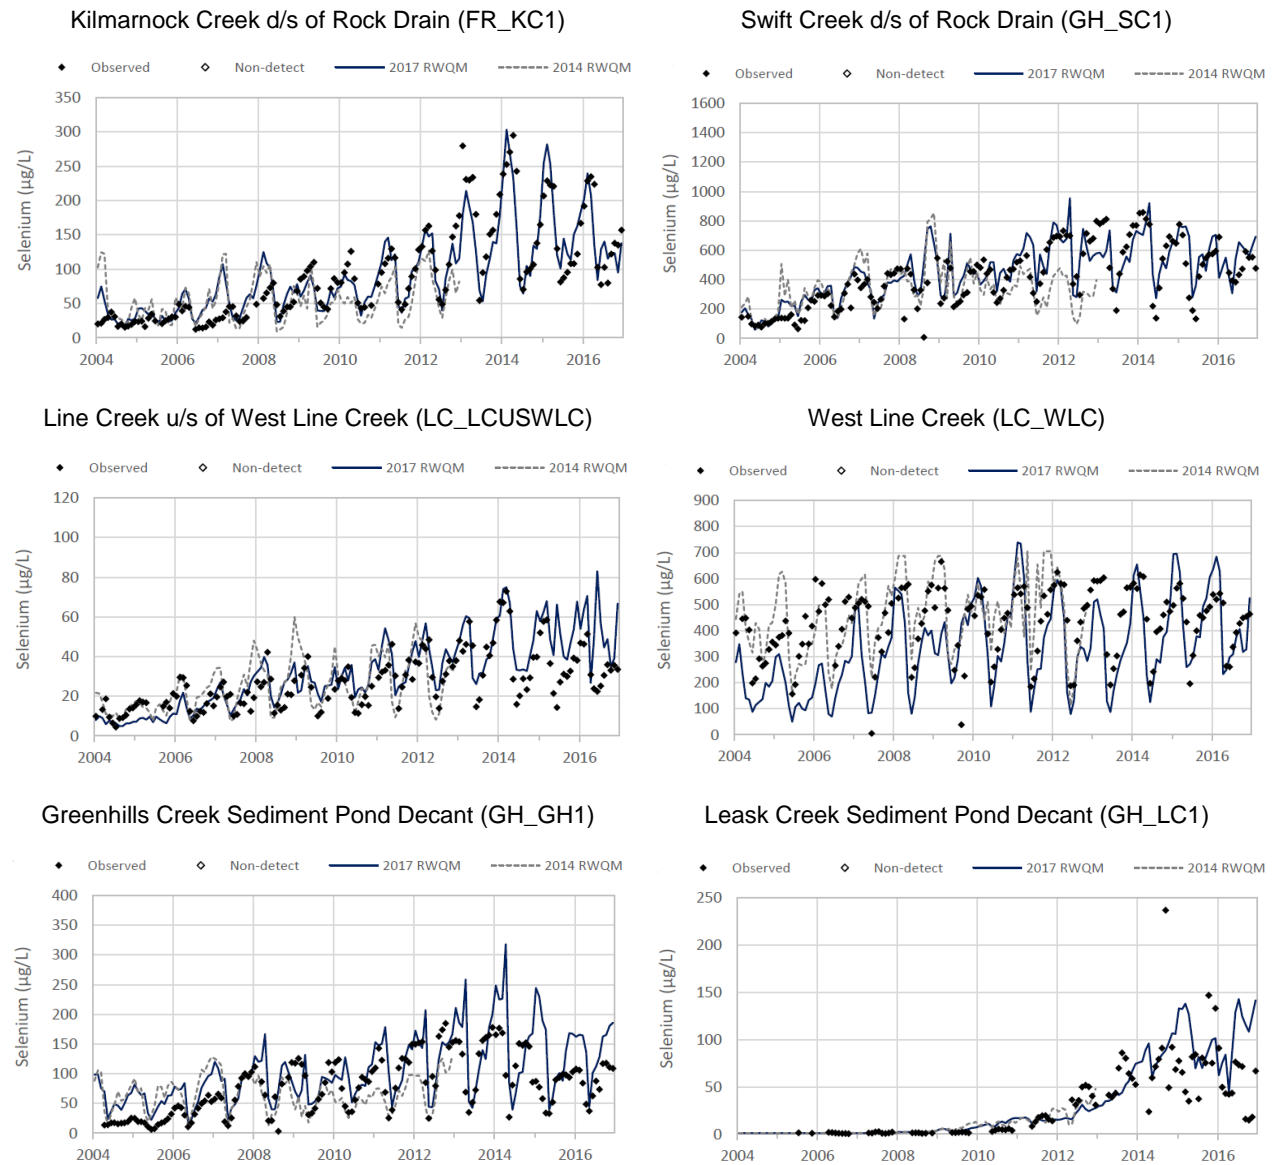 Kilmarnock Creek d/s of Rock Drain (FR_KC1)
Observed Non-detect 2017 RWQM 2014 RWQM
Selenium (µg/L)
350
300
250
200
150
100
50
0
2004 2006 2008 2010 2012 2014 2016
Swift Creek d/s of Rock Drain (GH_SC1)
Observed Non-detect 2017 RWQM 2014 RWQM
Selenium (µg/L)
1600
1400
1200
1000
800
600
400
200
0
2004 2006 2008 2010 2012 2014 2016
Line Creek u/s of West Line Creek (LC_LCUSWLC)
Observed Non-detect 2017 RWQM 2014 RWQM
Selenium (µg/L)
120
100
80
60
40
20
0
2004 2006 2008 2010 2012 2014 2016
West Line Creek (LC_WLC)
Observed Non-detect 2017 RWQM 2014 RWQM
Selenium (µg/L)
900
800
700
600
500
400
300
200
100
0
2004 2006 2008 2010 2012 2014 2016
Greenhills Creek Sediment Pond Decant (GH_GH1)
Observed Non-detect 2017 RWQM 2014 RWQM
Selenium (µg/L)
400
350
300
250
200
150
100
50
0
2004 2006 2008 2010 2012 2014 2016
Leask Creek Sediment Pond Decant (GH_LC1)
Observed Non-detect 2017 RWQM 2014 RWQM
Selenium (µg/L)
250
200
150
100
50
0
2004 2006 2008 2010 2012 2014 2016